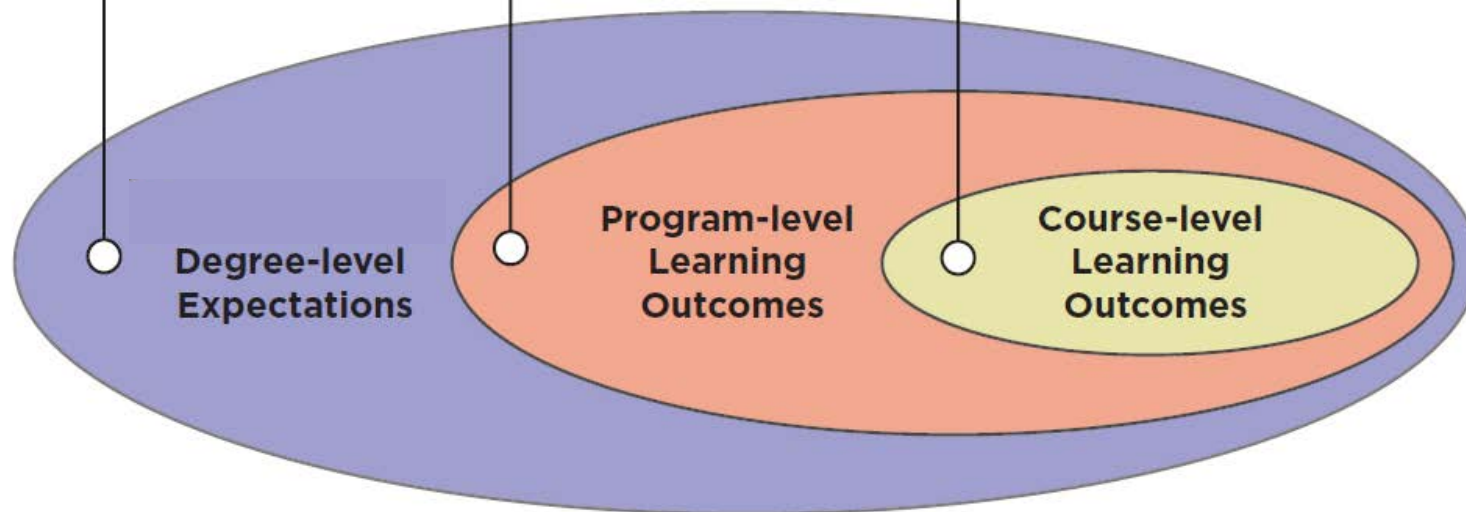 Degree-level
Expectations
Program-level
Learning
Outcomes
Course-level
Learning
Outcomes